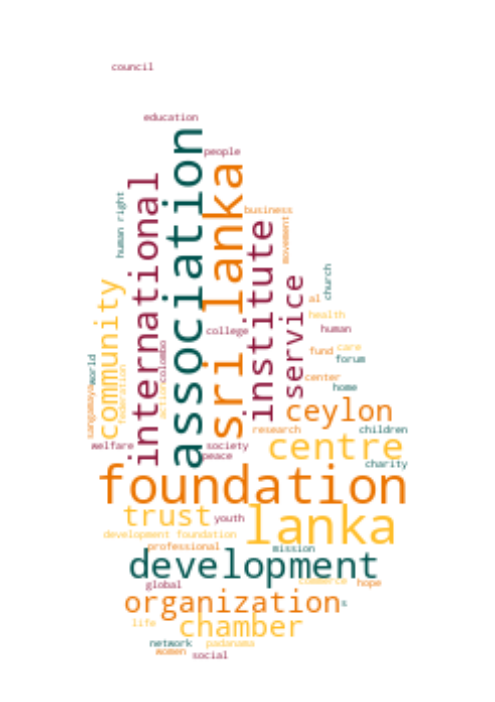 council
education
people
association
international
sri lanka
human right
business
movement
institute
service
church
community
al
health
human
college
colombo
action
federation
world
sangamaya
fund
care
forum
center
home
ceylon
research
children
welfare
society
peace
centre
charity
foundation
trust
youth
lanka
development foundation
professional
mission
development
global
commerce
hope
organization
s
life
chamber
network
padanama
women
social